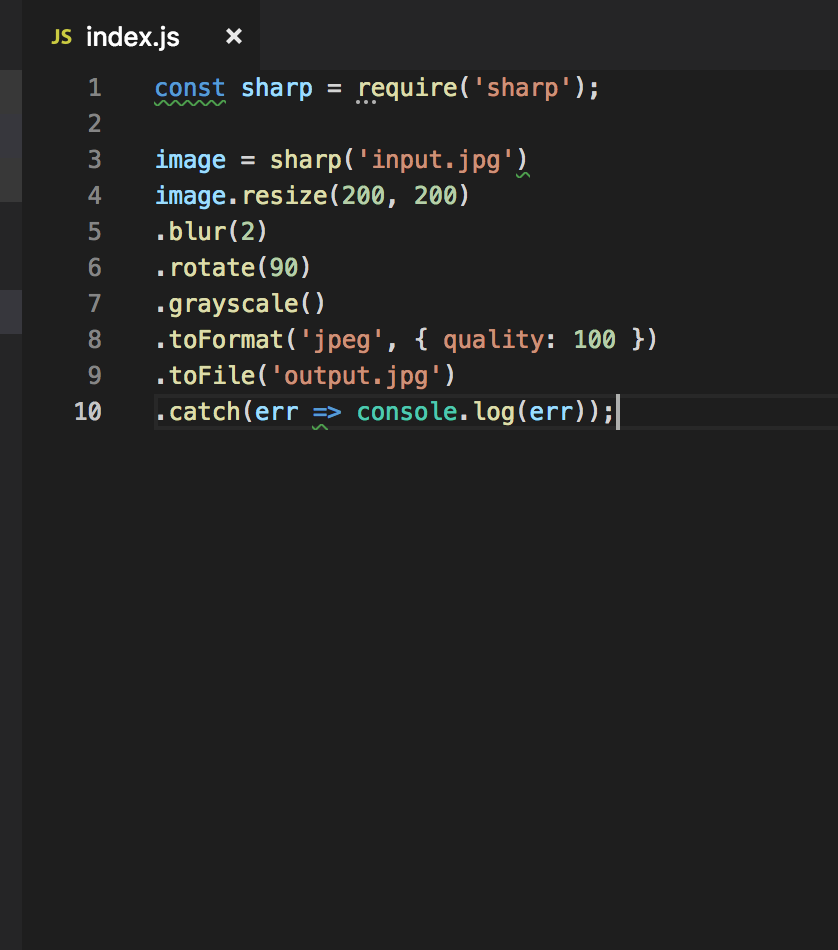 JS index.js ×
1 const sharp = require('sharp');
2
3 image = sharp('input.jpg')
4 image.resize(200, 200)
5 .blur(2)
6 .rotate(90)
7 .grayscale()
8 .toFormat('jpeg', { quality: 100 })
9 .toFile('output.jpg')
10 .catch(err => console.log(err));